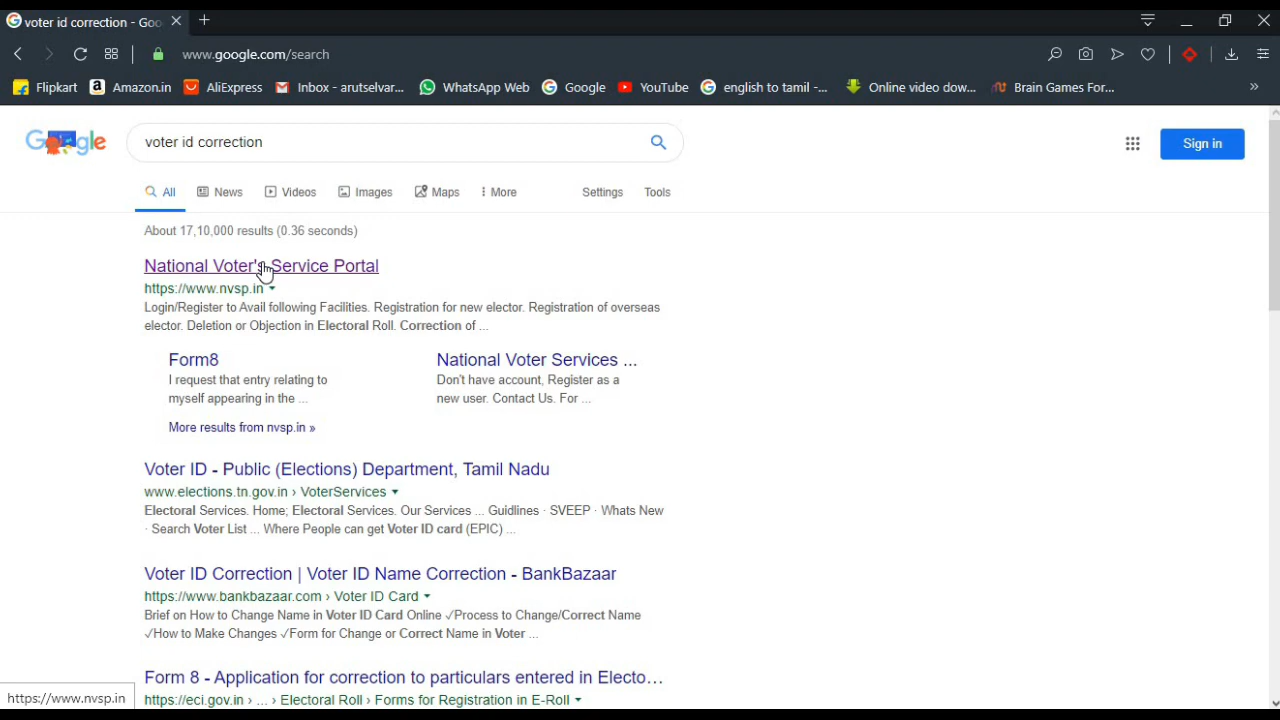 voter id correction - Goo
www.google.com/search
Flipkart
Amazon.in
AliExpress
Inbox - arutselvar...
WhatsApp Web
Google
YouTube
english to tamil -...
Online video dow...
Brain Games For...
»
Google
voter id correction
Sign in
All
News
Videos
Images
Maps
More
Settings
Tools
About 17,10,000 results (0.36 seconds)
National Voter's Service Portal
https://www.nvsp.in
Login/Register to Avail following Facilities. Registration for new elector. Registration of overseas
elector. Deletion or Objection in Electoral Roll. Correction of ...
Form8
I request that entry relating to
myself appearing in the ...
National Voter Services ...
Don't have account, Register as a
new user. Contact Us. For ...
More results from nvsp.in »
Voter ID - Public (Elections) Department, Tamil Nadu
www.elections.tn.gov.in › VoterServices
Electoral Services. Home; Electoral Services. Our Services ... Guidlines · SVEEP · Whats New
· Search Voter List ... Where People can get Voter ID card (EPIC) ...
Voter ID Correction | Voter ID Name Correction - BankBazaar
https://www.bankbazaar.com › Voter ID Card
Brief on How to Change Name in Voter ID Card Online ✓Process to Change/Correct Name
✓How to Make Changes ✓Form for Change or Correct Name in Voter ...
Form 8 - Application for correction to particulars entered in Electo...
https://eci.gov.in › ... › Electoral Roll › Forms for Registration in E-Roll
https://www.nvsp.in